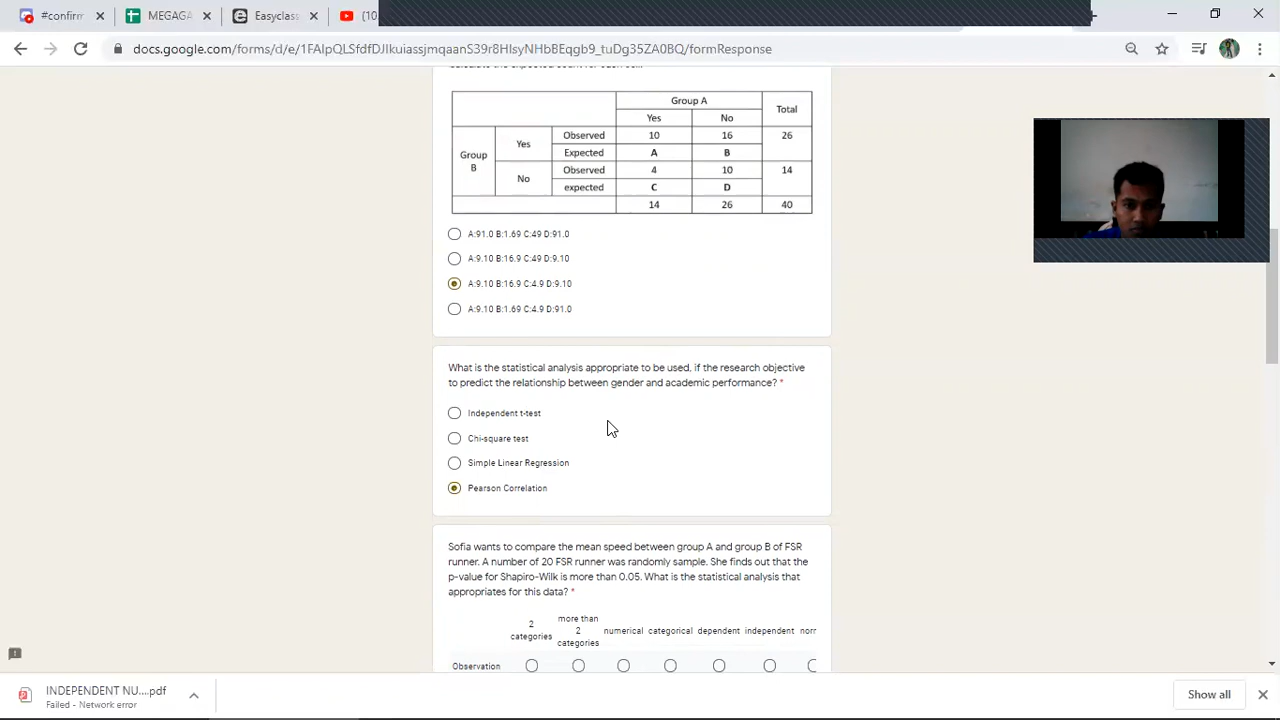 #confirm
MEGAGA
Easyclass
(10
docs.google.com/forms/d/e/1FAIpQLSfdfDJIkuiassjmqaanS39r8HlsyNHbBEqgb9_tuDg35ZA0BQ/formResponse
Group A
Total
Yes
No
Group B
Yes
Observed
10
16
26
Expected
A
B
No
Observed
4
10
14
expected
C
D
14
26
40
A:91.0 B:1.69 C:49 D:91.0
A:9.10 B:16.9 C:49 D:9.10
A:9.10 B:16.9 C:4.9 D:9.10
A:9.10 B:1.69 C:4.9 D:91.0
What is the statistical analysis appropriate to be used, if the research objective
to predict the relationship between gender and academic performance? *
Independent t-test
Chi-square test
Simple Linear Regression
Pearson Correlation
Sofia wants to compare the mean speed between group A and group B of FSR
runner. A number of 20 FSR runner was randomly sample. She finds out that the
p-value for Shapiro-Wilk is more than 0.05. What is the statistical analysis that
appropriates for this data? *
2 categories
more than 2 categories
numerical
categorical
dependent
independent
norr
Observation
INDEPENDENT NU....pdf
Failed - Network error
Show all